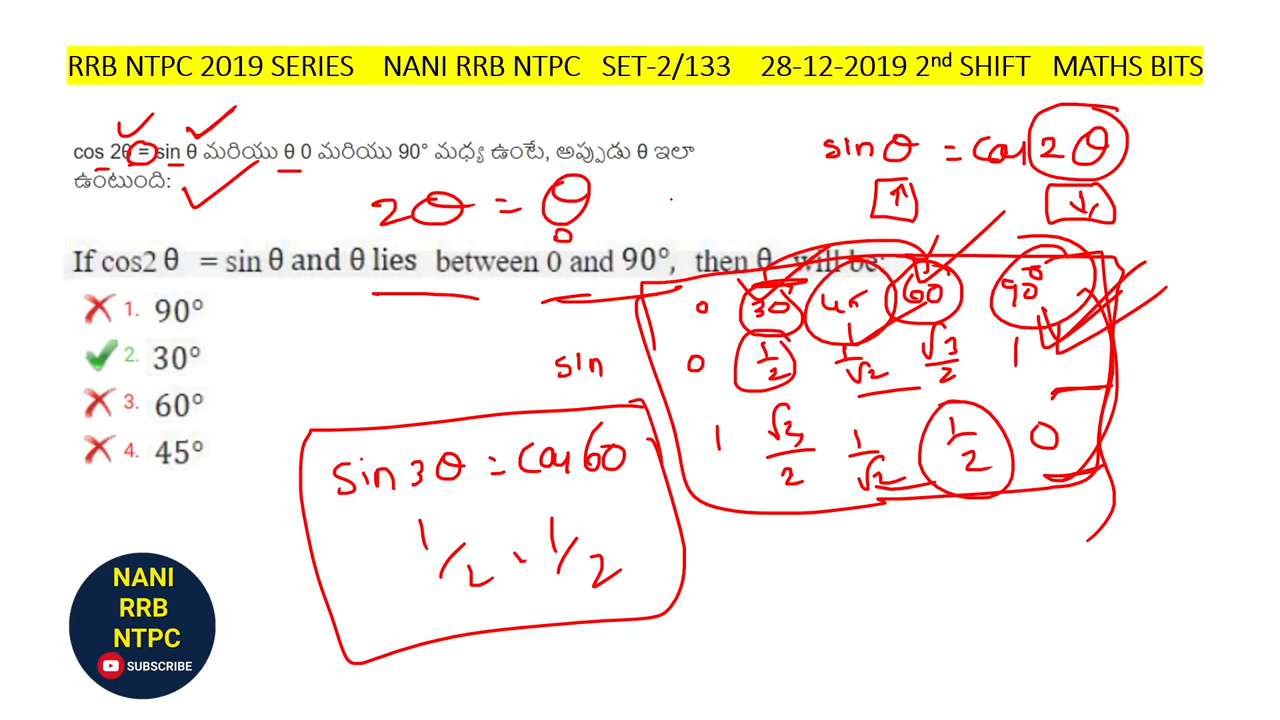 RRB NTPC 2019 SERIES NANI RRB NTPC SET-2/133 28-12-2019 2nd SHIFT MATHS BITS
cos 2θ = sin θ మరియు θ 0 మరియు 90° మధ్య ఉంటే, అప్పుడు θ ఇలా
ఉంటుంది:
sin θ = cos 2θ
↑ ↓
2θ = θ
If cos2 θ = sin θ and θ lies between 0 and 90°, then θ will be:
1. 90°
2. 30°
3. 60°
4. 45°
0 30° 45 60 90°
sin 0 1/2 1/√2 √3/2 1
1 √3/2 1/√2 1/2 0
sin 30 = cos 60
1/2 = 1/2
NANI
RRB
NTPC
SUBSCRIBE